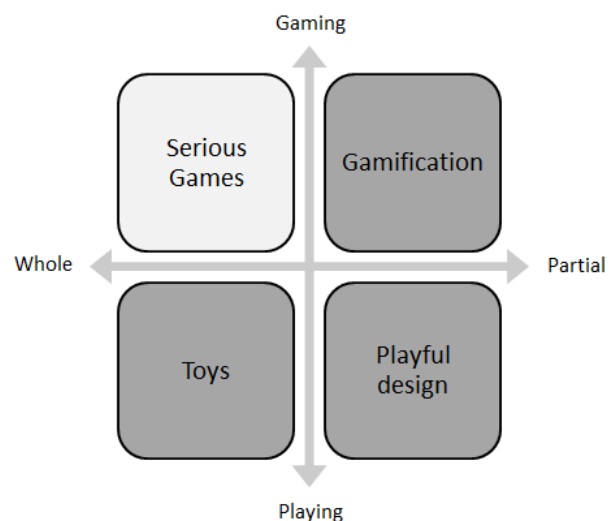 Gaming
Serious
Games
Gamification
Whole
Partial
Toys
Playful
design
Playing